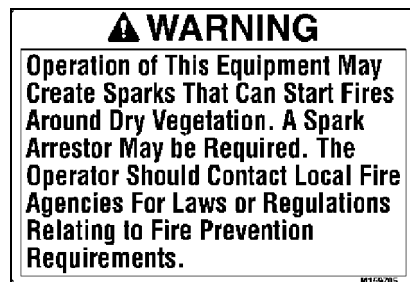 WARNING
Operation of This Equipment May
Create Sparks That Can Start Fires
Around Dry Vegetation. A Spark
Arrestor May be Required. The
Operator Should Contact Local Fire
Agencies For Laws or Regulations
Relating to Fire Prevention
Requirements.